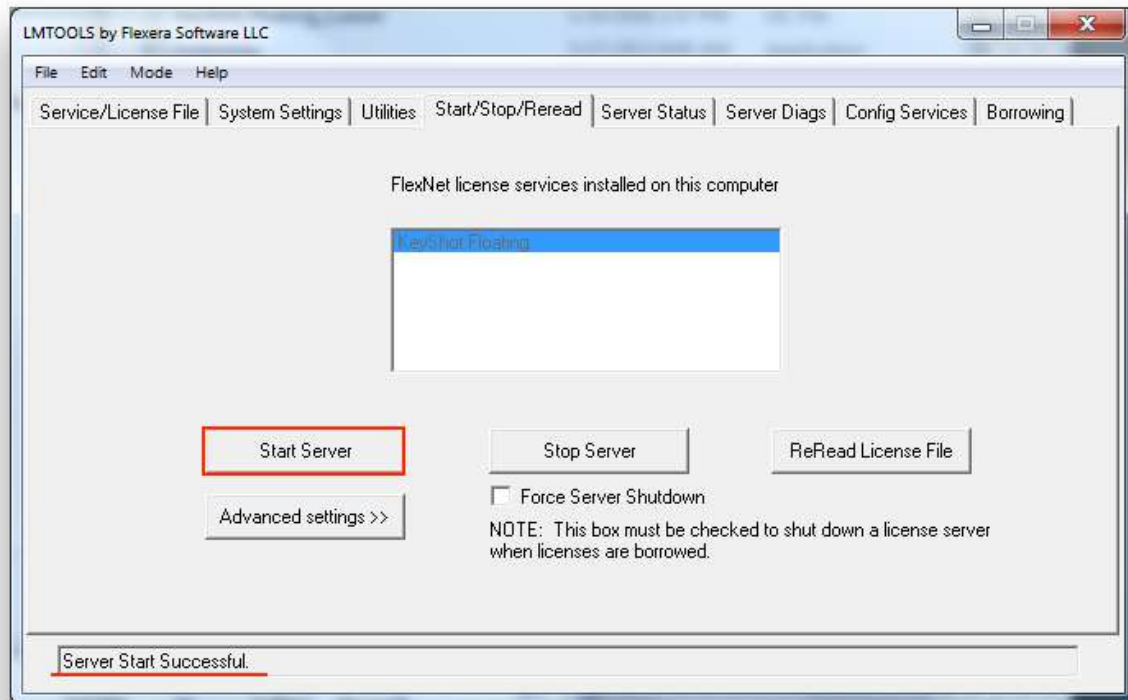 LMTOOLS by Flexera Software LLC
File Edit Mode Help
Service/License File System Settings Utilities Start/Stop/Reread Server Status Server Diags Config Services Borrowing
FlexNet license services installed on this computer
KeyShot Floating
Start Server Stop Server ReRead License File
Advanced settings >> Force Server Shutdown
NOTE: This box must be checked to shut down a license server
when licenses are borrowed.
Server Start Successful.